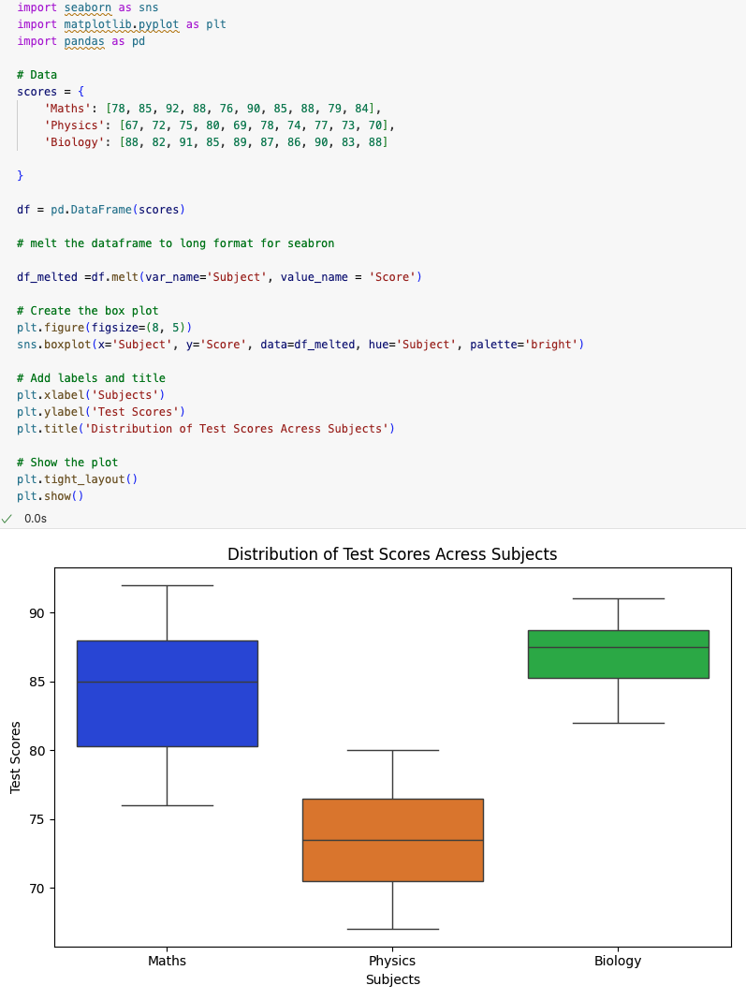 import seaborn as sns
import matplotlib.pyplot as plt
import pandas as pd
# Data
scores = {
'Maths': [78, 85, 92, 88, 76, 90, 85, 88, 79, 84],
'Physics': [67, 72, 75, 80, 69, 78, 74, 77, 73, 70],
'Biology': [88, 82, 91, 85, 89, 87, 86, 90, 83, 88]
}
df = pd.DataFrame(scores)
# melt the dataframe to long format for seabron
df_melted =df.melt(var_name='Subject', value_name = 'Score')
# Create the box plot
plt.figure(figsize=(8, 5))
sns.boxplot(x='Subject', y='Score', data=df_melted, hue='Subject', palette='bright')
# Add labels and title
plt.xlabel('Subjects')
plt.ylabel('Test Scores')
plt.title('Distribution of Test Scores Acress Subjects')
# Show the plot
plt.tight_layout()
plt.show()
0.0s
Distribution of Test Scores Acress Subjects
90
85
80
75
70
Test Scores
Maths Physics Biology
Subjects